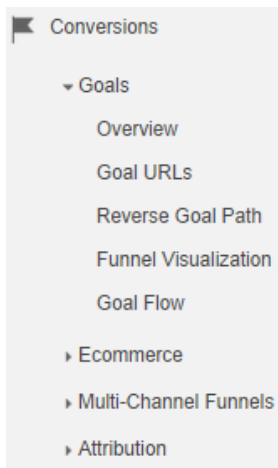 Conversions
Goals
Overview
Goal URLs
Reverse Goal Path
Funnel Visualization
Goal Flow
Ecommerce
Multi-Channel Funnels
Attribution